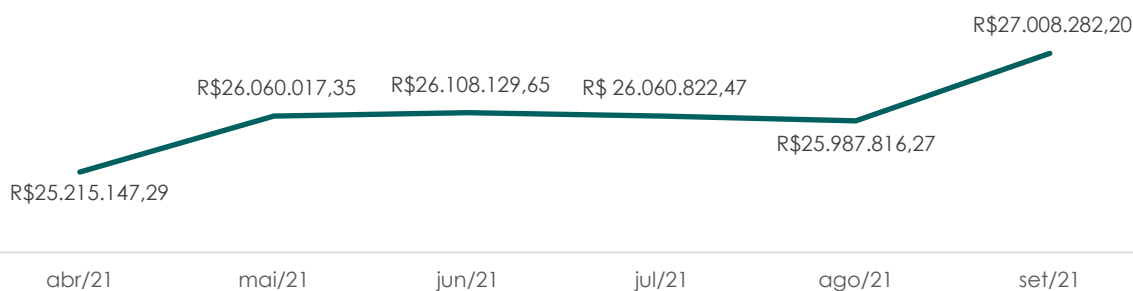 R$27.008.282,20
R$26.060.017,35 R$26.108.129,65 R$ 26.060.822,47
R$25.987.816,27
R$25.215.147,29
abr/21 mai/21 jun/21 jul/21 ago/21 set/21